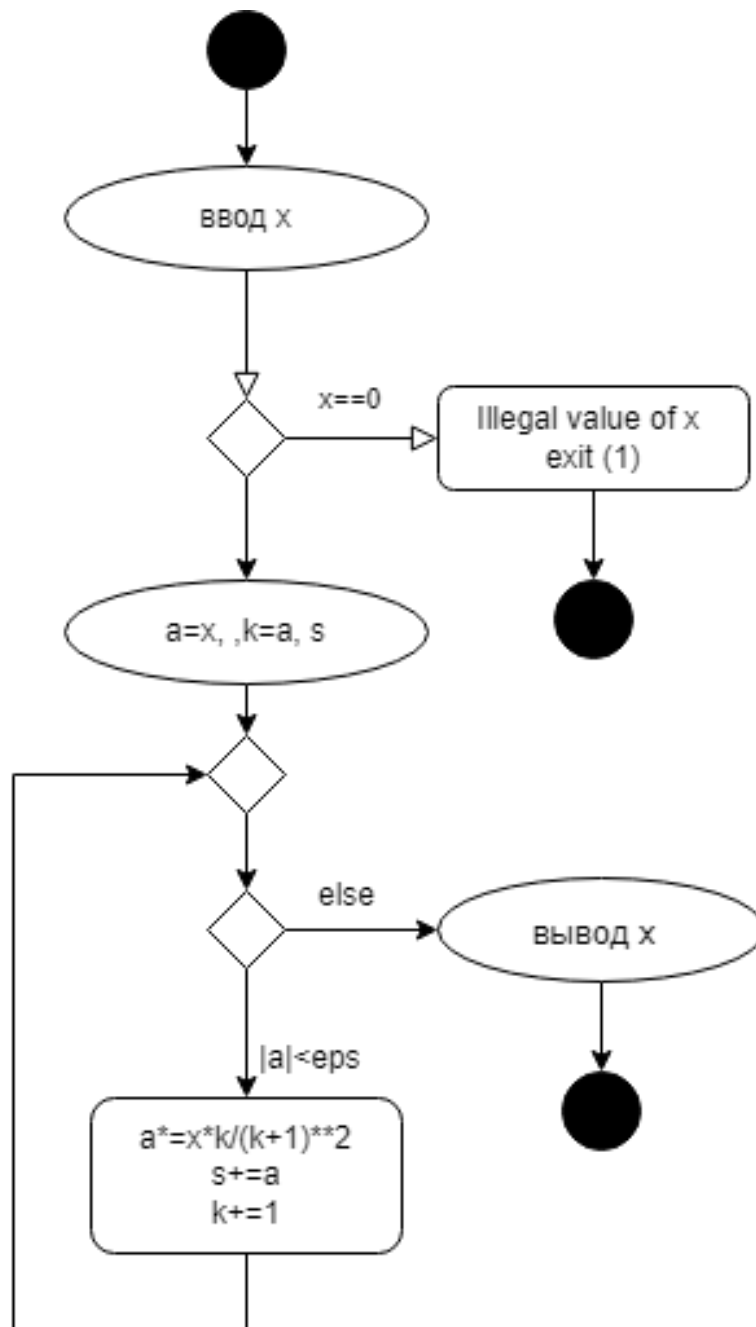 ввод x
x==0
Illegal value of x
exit (1)
a=x, ,k=a, s
else
вывод x
|a|<eps
a*=x*k/(k+1)**2
s+=a
k+=1